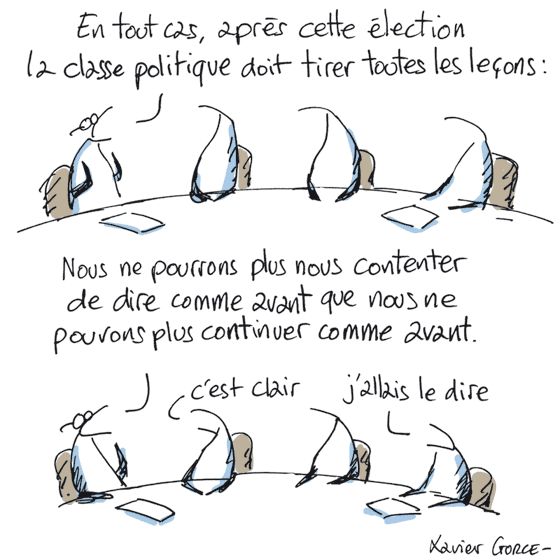 En tout cas, après cette élection
la classe politique doit tirer toutes les leçons :
Nous ne pourrons plus nous contenter
de dire comme avant que nous ne
pouvons plus continuer comme avant.
c'est clair
j'allais le dire
Xavier GORCE-